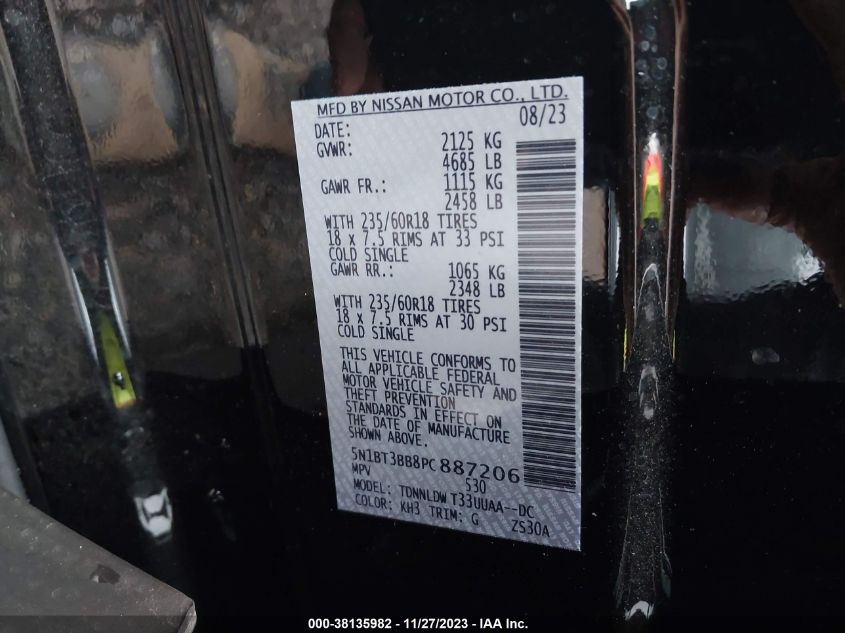 MFD BY NISSAN MOTOR CO., LTD.
DATE: 08/23
GVWR: 2125 KG
4685 LB
GAWR FR.: 1115 KG
2458 LB
WITH 235/60R18 TIRES
18 x 7.5 RIMS AT 33 PSI
COLD SINGLE
GAWR RR.: 1065 KG
2348 LB
WITH 235/60R18 TIRES
18 x 7.5 RIMS AT 30 PSI
COLD SINGLE
THIS VEHICLE CONFORMS TO
ALL APPLICABLE FEDERAL
MOTOR VEHICLE SAFETY AND
THEFT PREVENTION
STANDARDS IN EFFECT ON
THE DATE OF MANUFACTURE
SHOWN ABOVE.
5N1BT3BB8PC 887206
MPV 530
MODEL: TDNNLDW T33UUAA--DC
COLOR: KH3 TRIM: G ZS30A
000-38135982 - 11/27/2023 - IAA Inc.